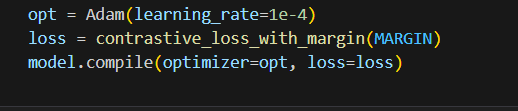 opt = Adam(learning_rate=1e-4)
loss = contrastive_loss_with_margin(MARGIN)
model.compile(optimizer=opt, loss=loss)